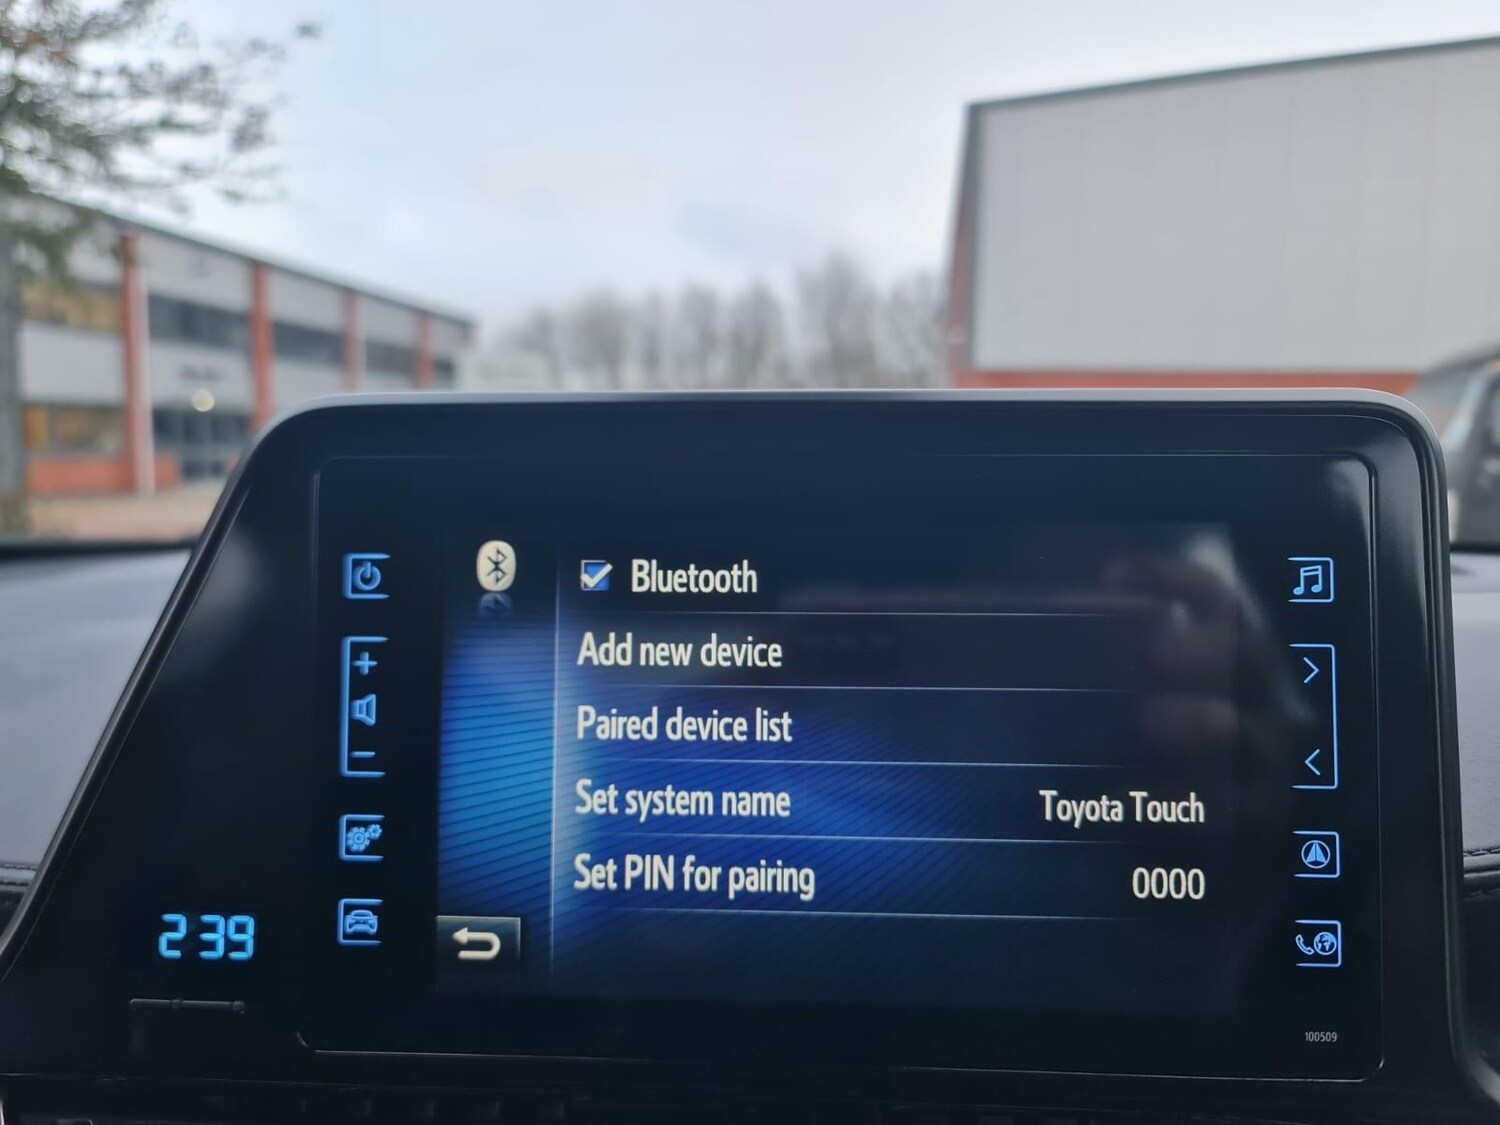 Bluetooth
Add new device
Paired device list
Set system name Toyota Touch
Set PIN for pairing 0000
2 39
100509